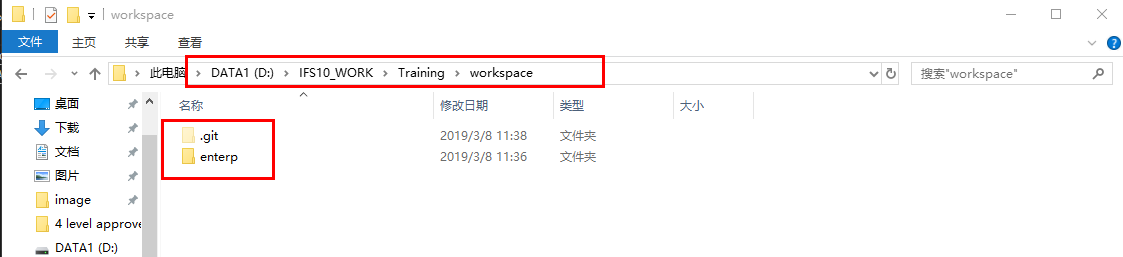 workspace
文件 主页 共享 查看
此电脑 DATA1 (D:) IFS10_WORK Training workspace 搜索"workspace"
名称 修改日期 类型 大小
桌面
.git 2019/3/8 11:38 文件夹
下载
enterp 2019/3/8 11:36 文件夹
文档
图片
image
4 level approve
DATA1 (D:)